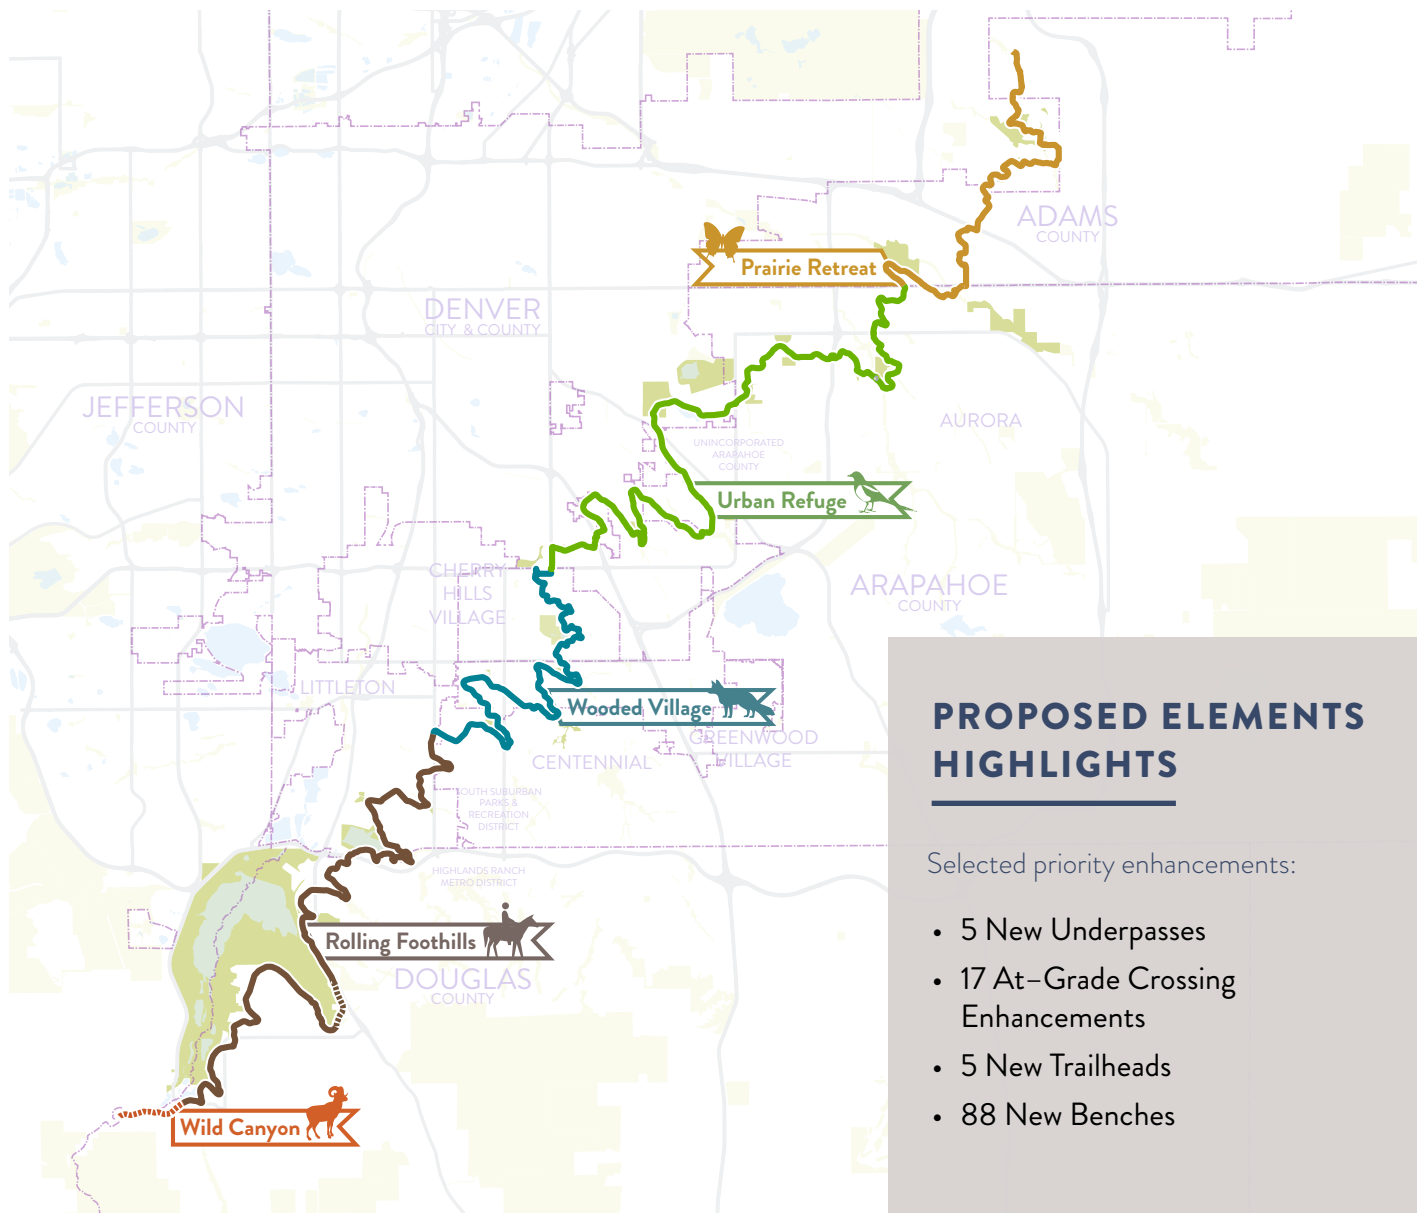 ADAMS
COUNTY
Prairie Retreat
DENVER
CITY & COUNTY
JEFFERSON
COUNTY
AURORA
UNINCORPORATED
ARAPAHOE
COUNTY
Urban Refuge
CHERRY
HILLS
VILLAGE
ARAPAHOE
COUNTY
LITTLETON
Wooded Village
GREENWOOD
VILLAGE
CENTENNIAL
SOUTH SUBURBAN
PARKS &
RECREATION
DISTRICT
HIGHLANDS RANCH
METRO DISTRICT
Rolling Foothills
DOUGLAS
COUNTY
Wild Canyon
PROPOSED ELEMENTS
HIGHLIGHTS
Selected priority enhancements:
• 5 New Underpasses
• 17 At–Grade Crossing
Enhancements
• 5 New Trailheads
• 88 New Benches